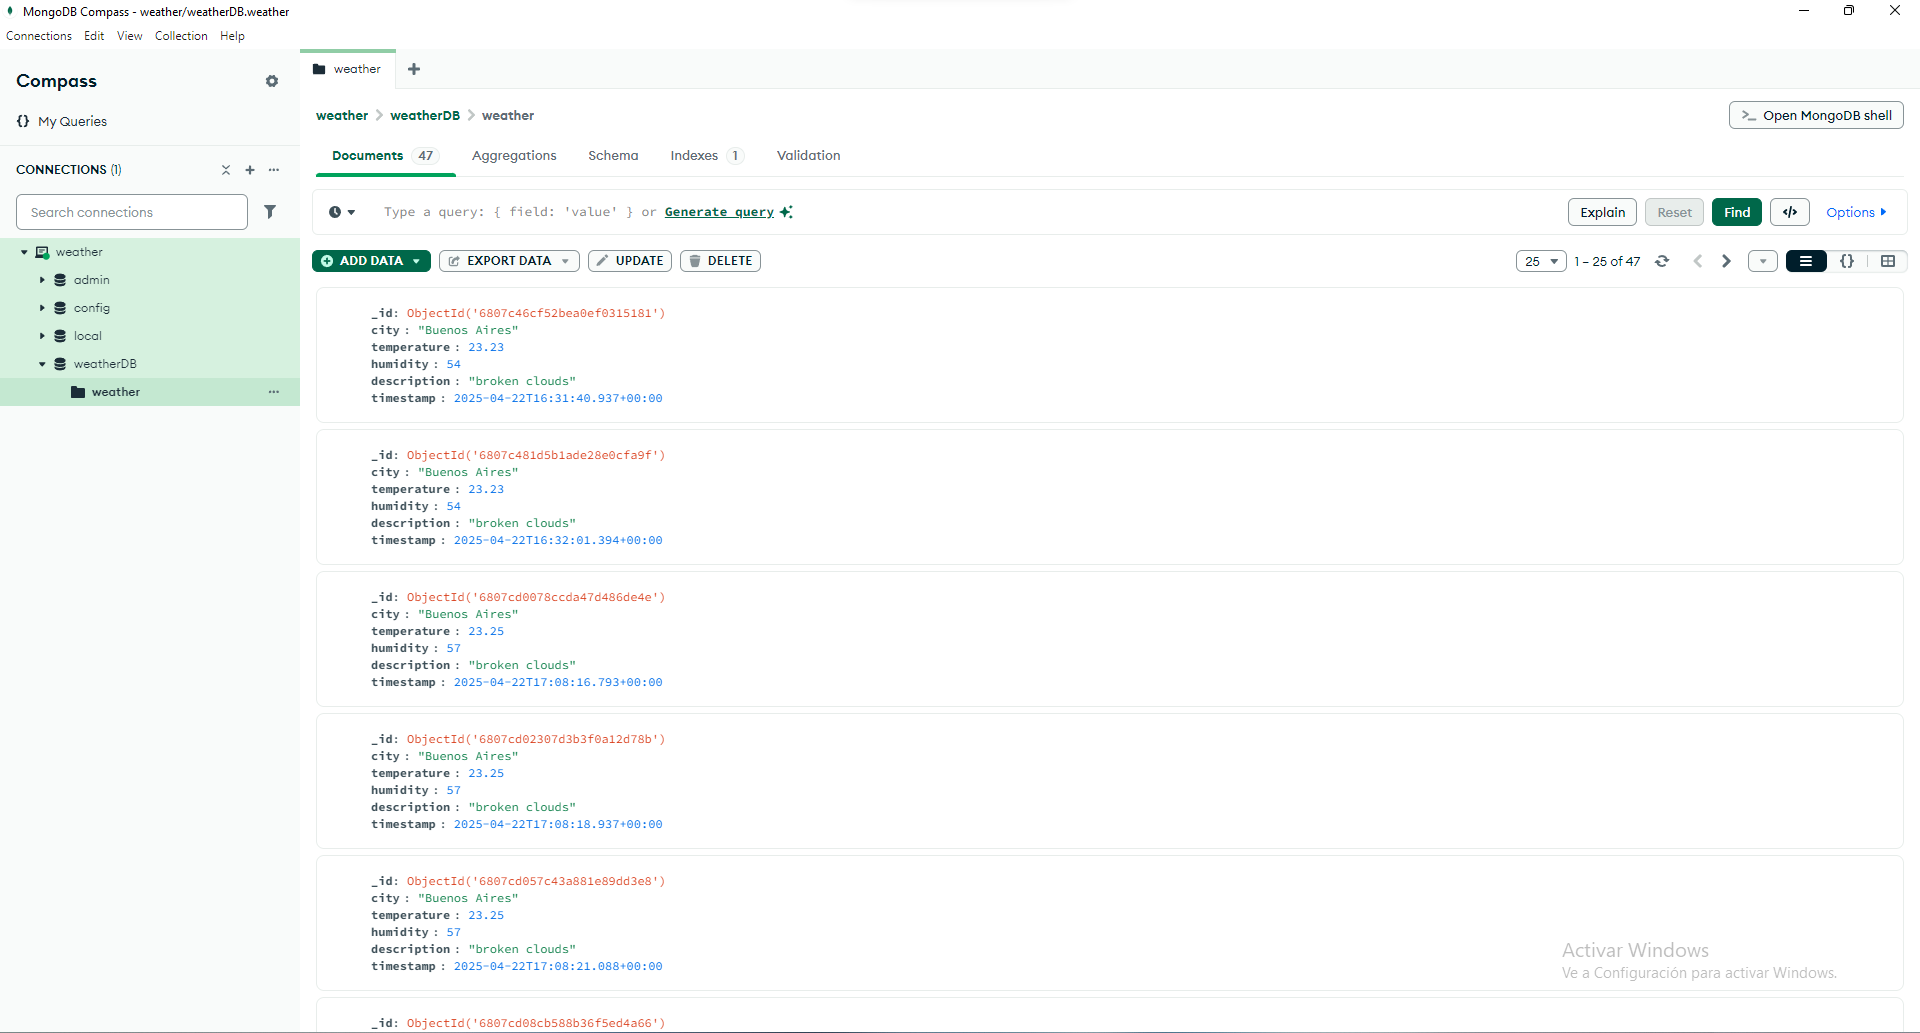 MongoDB Compass - weather/weatherDB.weather
Connections Edit View Collection Help
Compass
weather
{} My Queries
weather > weatherDB > weather
>_ Open MongoDB shell
Documents 47 Aggregations Schema Indexes 1 Validation
CONNECTIONS (1)
Search connections
Type a query: { field: 'value' } or Generate query
Explain Reset Find </> Options
weather
admin
config
local
weatherDB
weather
ADD DATA EXPORT DATA UPDATE DELETE
25 1 – 25 of 47 {}
_id: ObjectId('6807c46cf52bea0ef0315181')
city : "Buenos Aires"
temperature : 23.23
humidity : 54
description : "broken clouds"
timestamp : 2025-04-22T16:31:40.937+00:00
_id: ObjectId('6807c481d5b1ade28e0cfa9f')
city : "Buenos Aires"
temperature : 23.23
humidity : 54
description : "broken clouds"
timestamp : 2025-04-22T16:32:01.394+00:00
_id: ObjectId('6807cd0078ccda47d486de4e')
city : "Buenos Aires"
temperature : 23.25
humidity : 57
description : "broken clouds"
timestamp : 2025-04-22T17:08:16.793+00:00
_id: ObjectId('6807cd02307d3b3f0a12d78b')
city : "Buenos Aires"
temperature : 23.25
humidity : 57
description : "broken clouds"
timestamp : 2025-04-22T17:08:18.937+00:00
_id: ObjectId('6807cd057c43a881e89dd3e8')
city : "Buenos Aires"
temperature : 23.25
humidity : 57
description : "broken clouds"
timestamp : 2025-04-22T17:08:21.088+00:00
_id: ObjectId('6807cd08cb588b36f5ed4a66')
Activar Windows
Ve a Configuración para activar Windows.